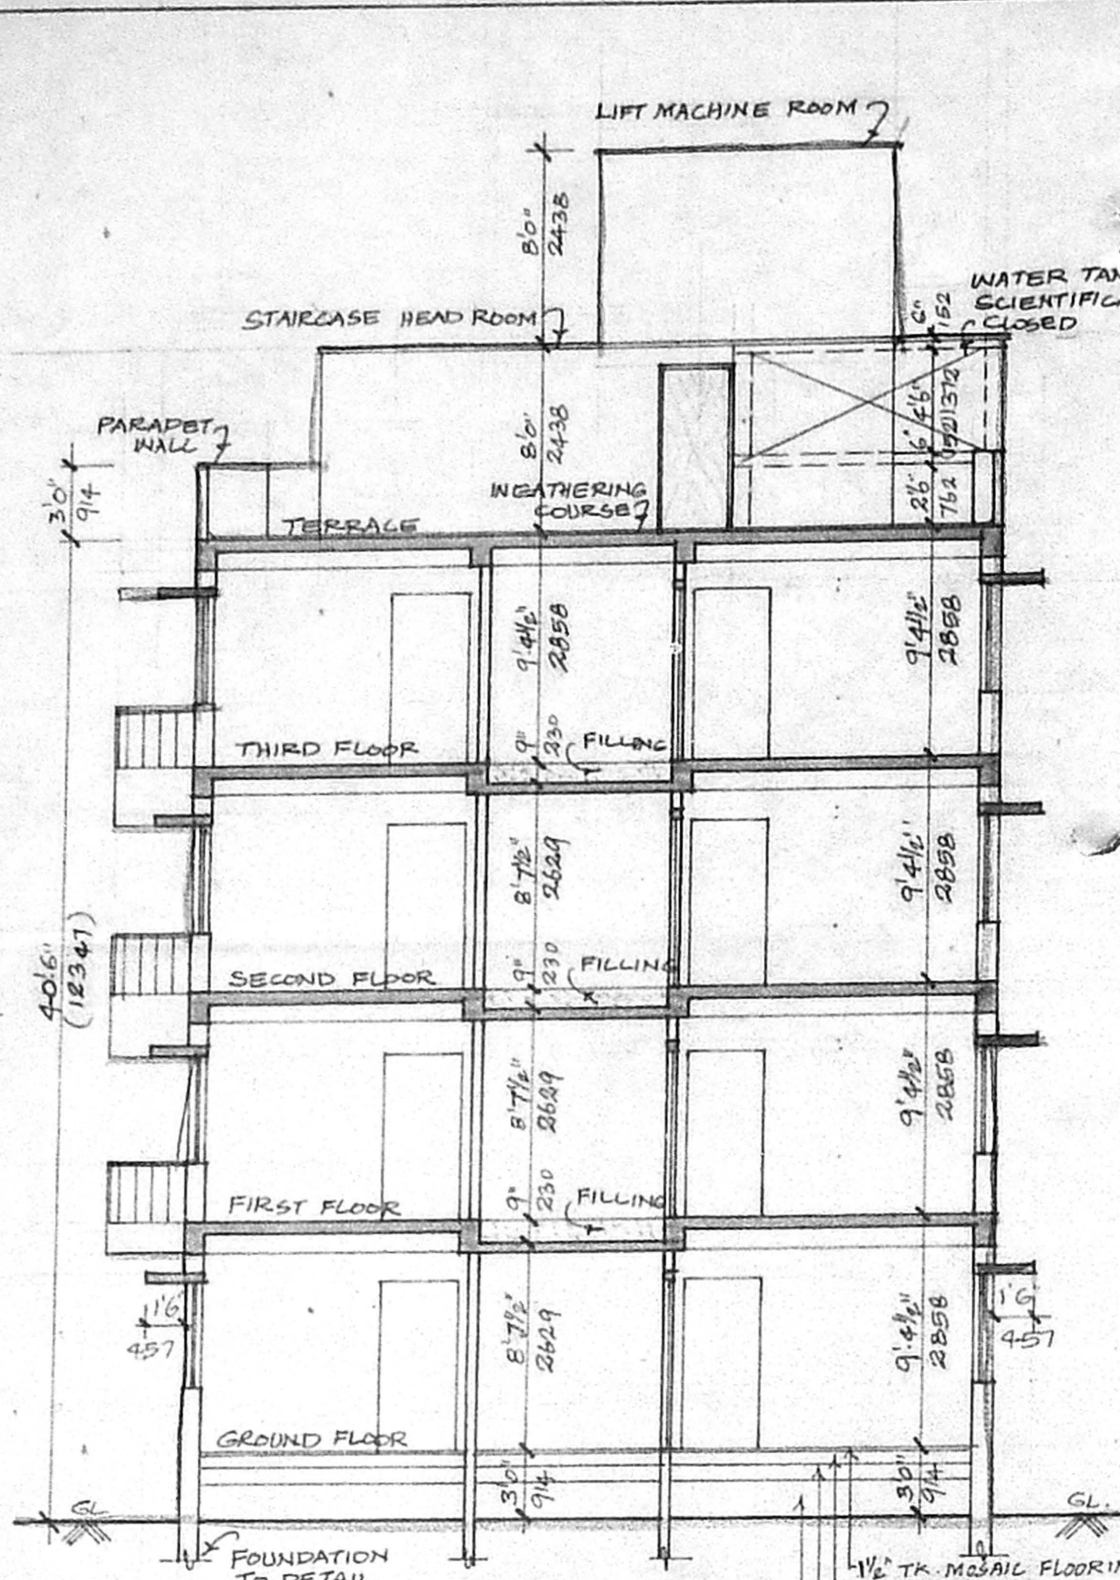 LIFT MACHINE ROOM
8'0"
2438
WATER TAN
SCIENTIFIC
CLOSED
6"
152
STAIRCASE HEAD ROOM
8'0"
2438
4'6"
1372
6"
152
2'6"
762
PARAPET
WALL
3'0"
914
WEATHERING
COURSE
TERRACE
9'4½"
2858
9'4½"
2858
9"
230
FILLING
THIRD FLOOR
8'7½"
2629
9'4½"
2858
40'6"
(12347)
9"
230
FILLING
SECOND FLOOR
8'7½"
2629
9'4½"
2858
9"
230
FILLING
FIRST FLOOR
1'6"
457
8'7½"
2629
9'4½"
2858
1'6"
457
GROUND FLOOR
3'0"
914
3'0"
914
GL
GL.
FOUNDATION
TO DETAIL
1½" TK. MOSAIC FLOORIN